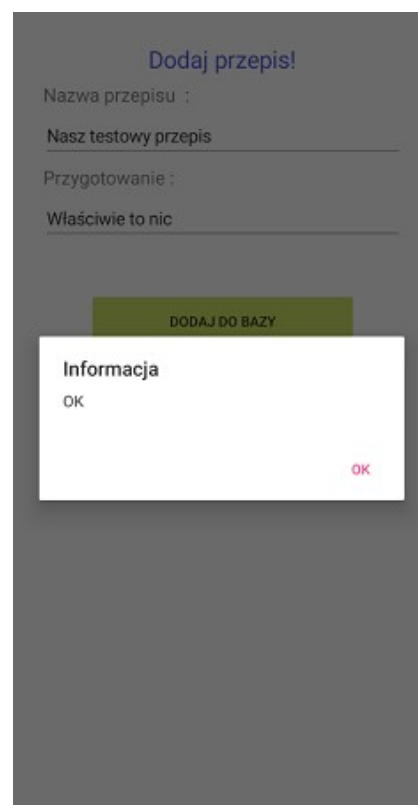 Dodaj przepis!
Nazwa przepisu :
Nasz testowy przepis
Przygotowanie :
Właściwie to nic
DODAJ DO BAZY
Informacja
OK
OK